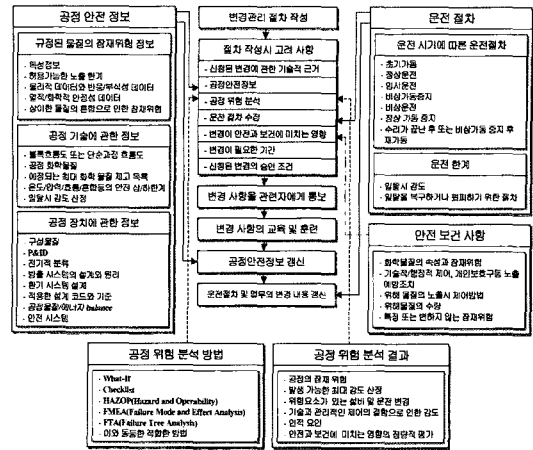 공정 안전 정보
규정된 물질의 잠재위험 정보
- 독성정보
- 허용가능한 노출 한계
- 물리적 데이터와 반응/부식성 데이터
- 열적/화학적 안정성 데이터
- 상이한 물질의 혼합으로 인한 잠재위험
공정 기술에 관한 정보
- 블록흐름도 또는 단순과정 흐름도
- 공정 화학물질
- 예정되는 최대 화학 물질 재고 목록
- 온도/압력/흐름/혼합등의 안전 상/하한계
- 일탈시 강도 산정
공정 장치에 관한 정보
- 구성물질
- P&ID
- 전기적 분류
- 방출 시스템의 설계와 원리
- 환기 시스템 설계
- 적용한 설계 코드와 기준
- 공정물질/에너지 balance
- 안전 시스템
변경관리 절차 작성
절차 작성시 고려 사항
- 신청된 변경에 관한 기술적 근거
- 공정안전정보
- 공정 위험 분석
- 운전 절차 수정
- 변경이 안전과 보건에 미치는 영향
- 변경이 필요한 기간
- 신청된 변경의 승인 조건
변경 사항을 관련자에게 통보
변경 사항의 교육 및 훈련
공정안전정보 갱신
운전절차 및 업무의 변경 내용 갱신
운전 절차
운전 시기에 따른 운전절차
- 초기가동
- 정상운전
- 임시운전
- 비상가동중지
- 비상운전
- 정상 가동 중지
- 수리가 끝난 후 또는 비상가동 중지 후
재가동
운전 한계
- 일탈시 강도
- 일탈을 복구하거나 회피하기 위한 절차
안전 보건 사항
- 화학물질의 속성과 잠재위험
- 기술적/행정적 제어, 개인보호구등 노출
예방조치
- 위해 물질의 노출시 제어방법
- 위해물질의 수장
- 특정 또는 변하지 않는 잠재위험
공정 위험 분석 방법
- What-If
- Checklist
- HAZOP(Hazard and Operability)
- FMEA(Failure Mode and Effect Analysis)
- FTA(Failure Tree Analysis)
- 이와 동등한 적합한 방법
공정 위험 분석 결과
- 공정의 잠재 위험
- 발생 가능한 최대 강도 산정
- 위험요소가 있는 설비 및 운전 변경
- 기술과 관리적인 제어의 결함으로 인한 강도
- 인적 요인
- 안전과 보건에 미치는 영향의 정량적 평가